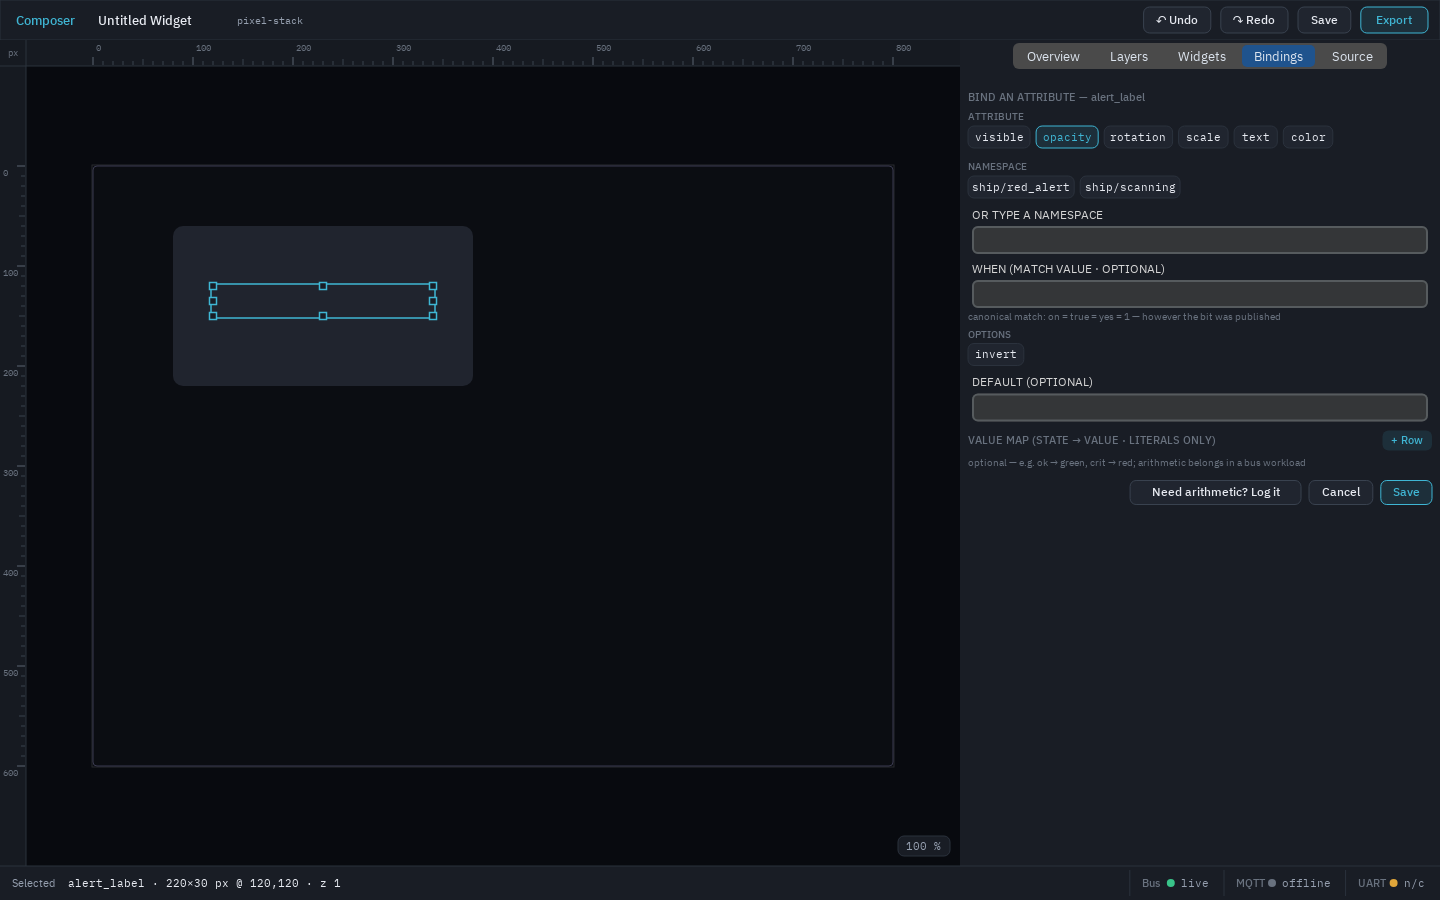 Composer Untitled Widget pixel-stack ↶ Undo ↷ Redo Save Export
px 0 100 200 300 400 500 600 700 800
Overview Layers Widgets Bindings Source
BIND AN ATTRIBUTE — alert_label
ATTRIBUTE
visible opacity rotation scale text color
NAMESPACE
ship/red_alert ship/scanning
OR TYPE A NAMESPACE
WHEN (MATCH VALUE · OPTIONAL)
canonical match: on = true = yes = 1 — however the bit was published
OPTIONS
invert
DEFAULT (OPTIONAL)
VALUE MAP (STATE → VALUE · LITERALS ONLY) + Row
optional — e.g. ok → green, crit → red; arithmetic belongs in a bus workload
Need arithmetic? Log it Cancel Save
0
100
200
300
400
500
600
100 %
Selected alert_label · 220×30 px @ 120,120 · z 1 Bus live MQTT offline UART n/c